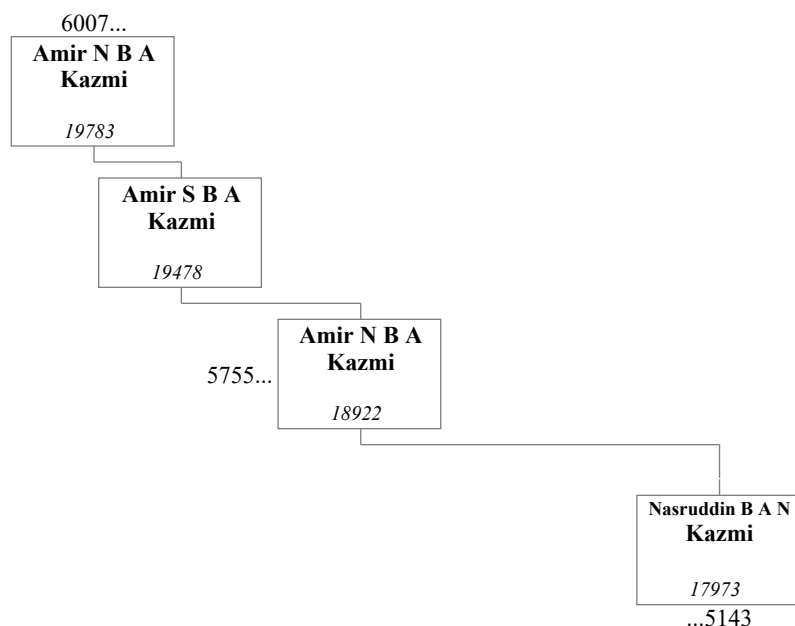 6007...
Amir N B A
Kazmi
19783
Amir S B A
Kazmi
19478
Amir N B A
Kazmi
5755...
18922
Nasruddin B A N
Kazmi
17973
...5143